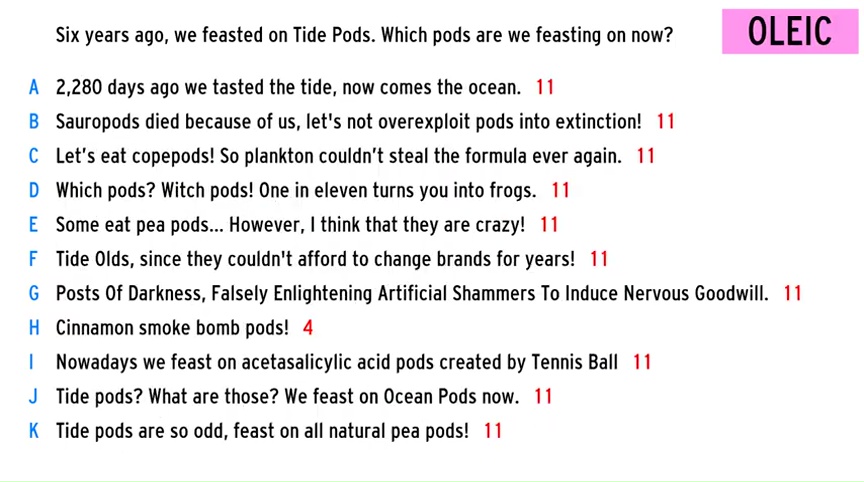 Six years ago, we feasted on Tide Pods. Which pods are we feasting on now?
OLEIC
A 2,280 days ago we tasted the tide, now comes the ocean. 11
B Sauropods died because of us, let's not overexploit pods into extinction! 11
C Let's eat copepods! So plankton couldn't steal the formula ever again. 11
D Which pods? Witch pods! One in eleven turns you into frogs. 11
E Some eat pea pods... However, I think that they are crazy! 11
F Tide Olds, since they couldn't afford to change brands for years! 11
G Posts Of Darkness, Falsely Enlightening Artificial Shammers To Induce Nervous Goodwill. 11
H Cinnamon smoke bomb pods! 4
I Nowadays we feast on acetasalicylic acid pods created by Tennis Ball 11
J Tide pods? What are those? We feast on Ocean Pods now. 11
K Tide pods are so odd, feast on all natural pea pods! 11